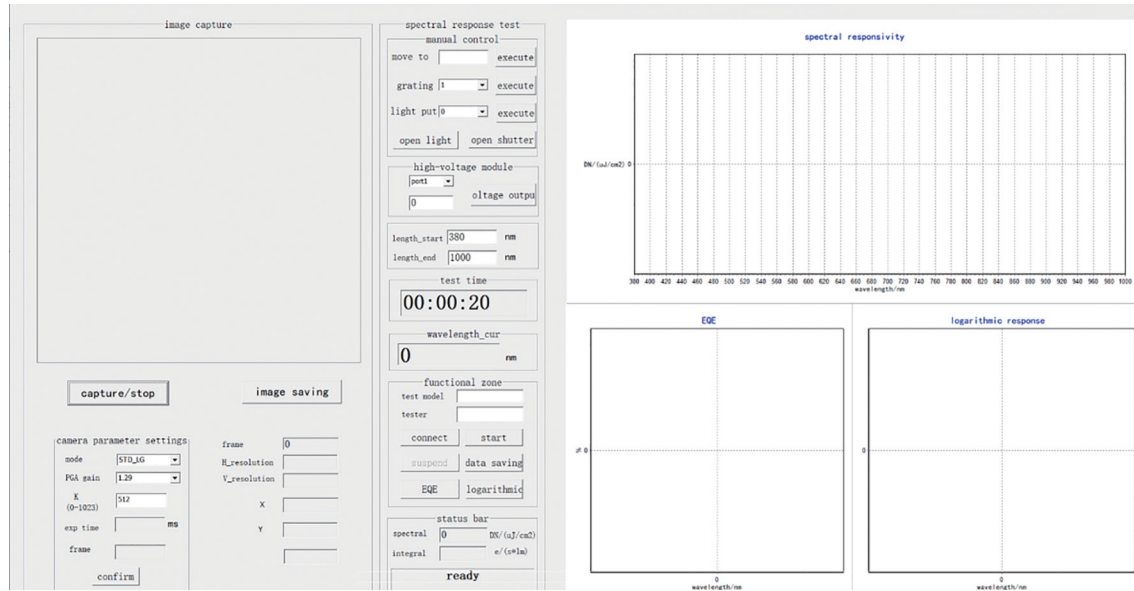 image capture
capture/stop
image saving
camera parameter settings
mode STD_LG
PGA gain 1.29
K
(0-1023) 512
exp time ms
frame
confirm
frame 0
H_resolution
V_resolution
X
Y
spectral response test
manual control
move to execute
grating 1 execute
light put 0 execute
open light open shutter
high-voltage module
port1
0
oltage outpu
length_start 380 nm
length_end 1000 nm
test time
00:00:20
wavelength_cur
0 nm
functional zone
test model
tester
connect start
suspend data saving
EQE logarithmic
status bar
spectral 0 DN/(uJ/cm2)
integral e/(s*lm)
ready
spectral responsivity
DN/(uJ/cm2) 0
380 400 420 440 460 480 500 520 540 560 580 600 620 640 660 680 700 720 740 760 780 800 820 840 860 880 900 920 940 960 980 1000
wavelength/nm
EQE
% 0
0
wavelength/nm
logarithmic response
0
0
wavelength/nm